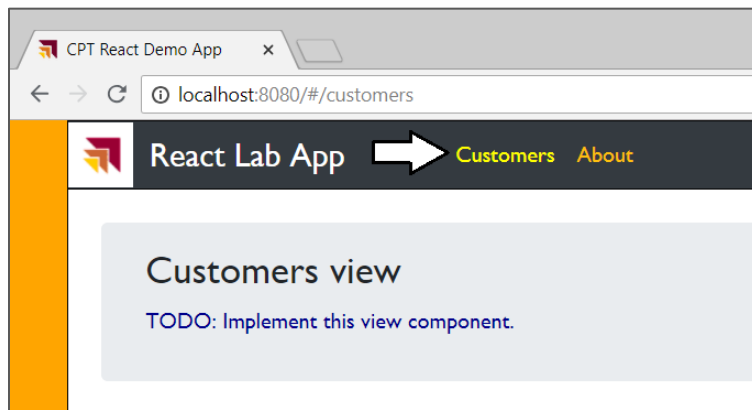 CPT React Demo App
localhost:8080/#/customers
React Lab App Customers About
Customers view
TODO: Implement this view component.